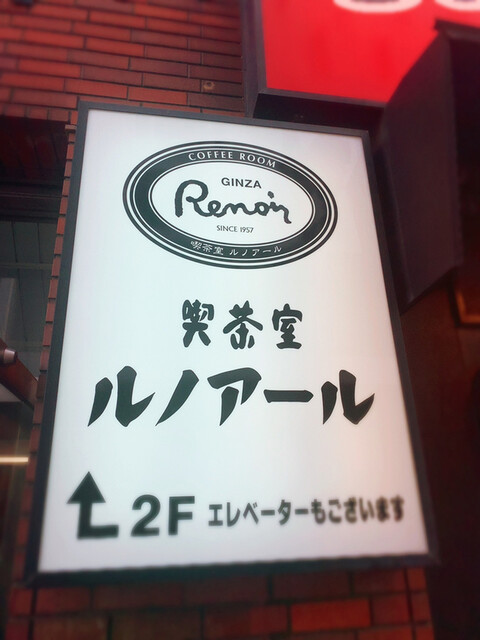 COFFEE ROOM
GINZA
Renoir
SINCE 1957
喫茶室 ルノアール
喫茶室
ルノアール
2F エレベーターもございます